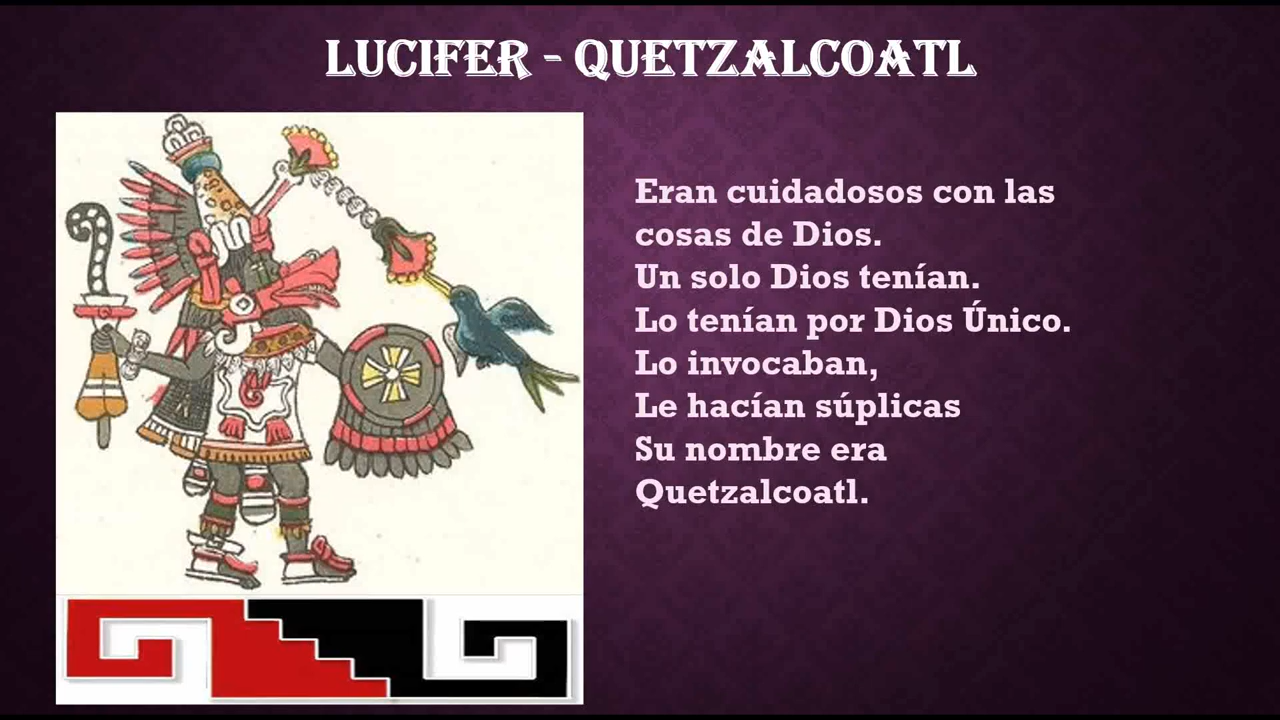 LUCIFER - QUETZALCOATL
Eran cuidadosos con las
cosas de Dios.
Un solo Dios tenían.
Lo tenían por Dios Único.
Lo invocaban,
Le hacían súplicas
Su nombre era
Quetzalcoatl.